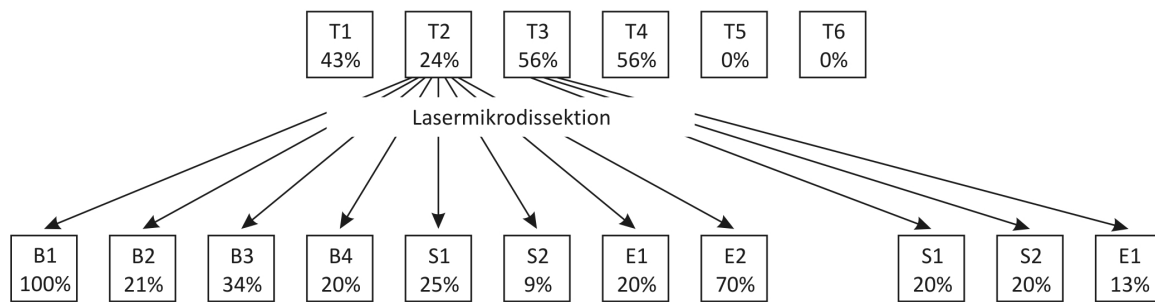 T1 T2 T3 T4 T5 T6
43% 24% 56% 56% 0% 0%
Lasermikrodissektion
B1 B2 B3 B4 S1 S2 E1 E2 S1 S2 E1
100% 21% 34% 20% 25% 9% 20% 70% 20% 20% 13%